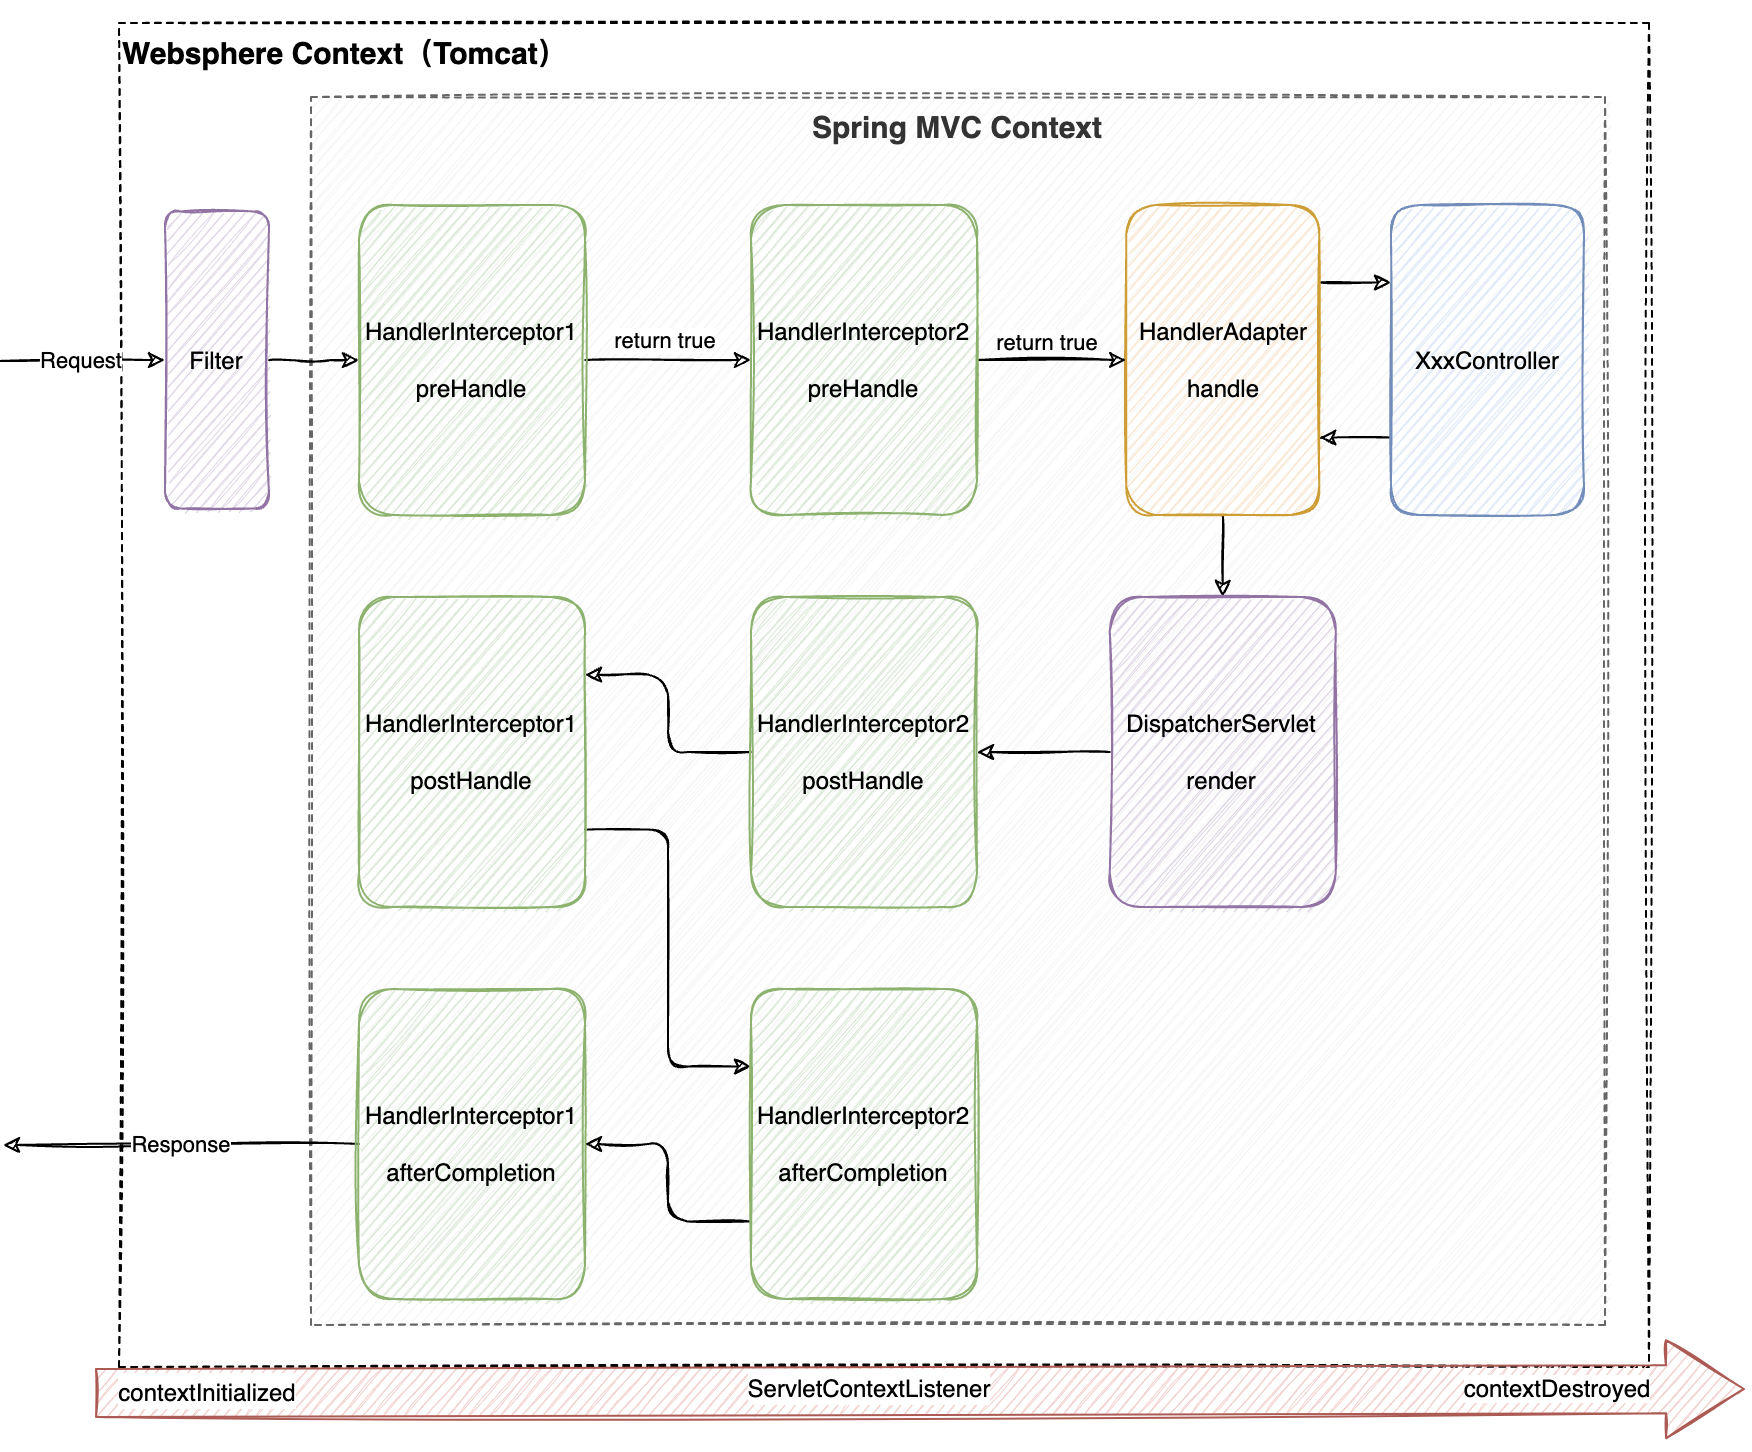 Websphere Context（Tomcat）
Spring MVC Context
Request
Filter
HandlerInterceptor1
preHandle
return true
HandlerInterceptor2
preHandle
return true
HandlerAdapter
handle
XxxController
HandlerInterceptor1
postHandle
HandlerInterceptor2
postHandle
DispatcherServlet
render
Response
HandlerInterceptor1
afterCompletion
HandlerInterceptor2
afterCompletion
contextInitialized
ServletContextListener
contextDestroyed